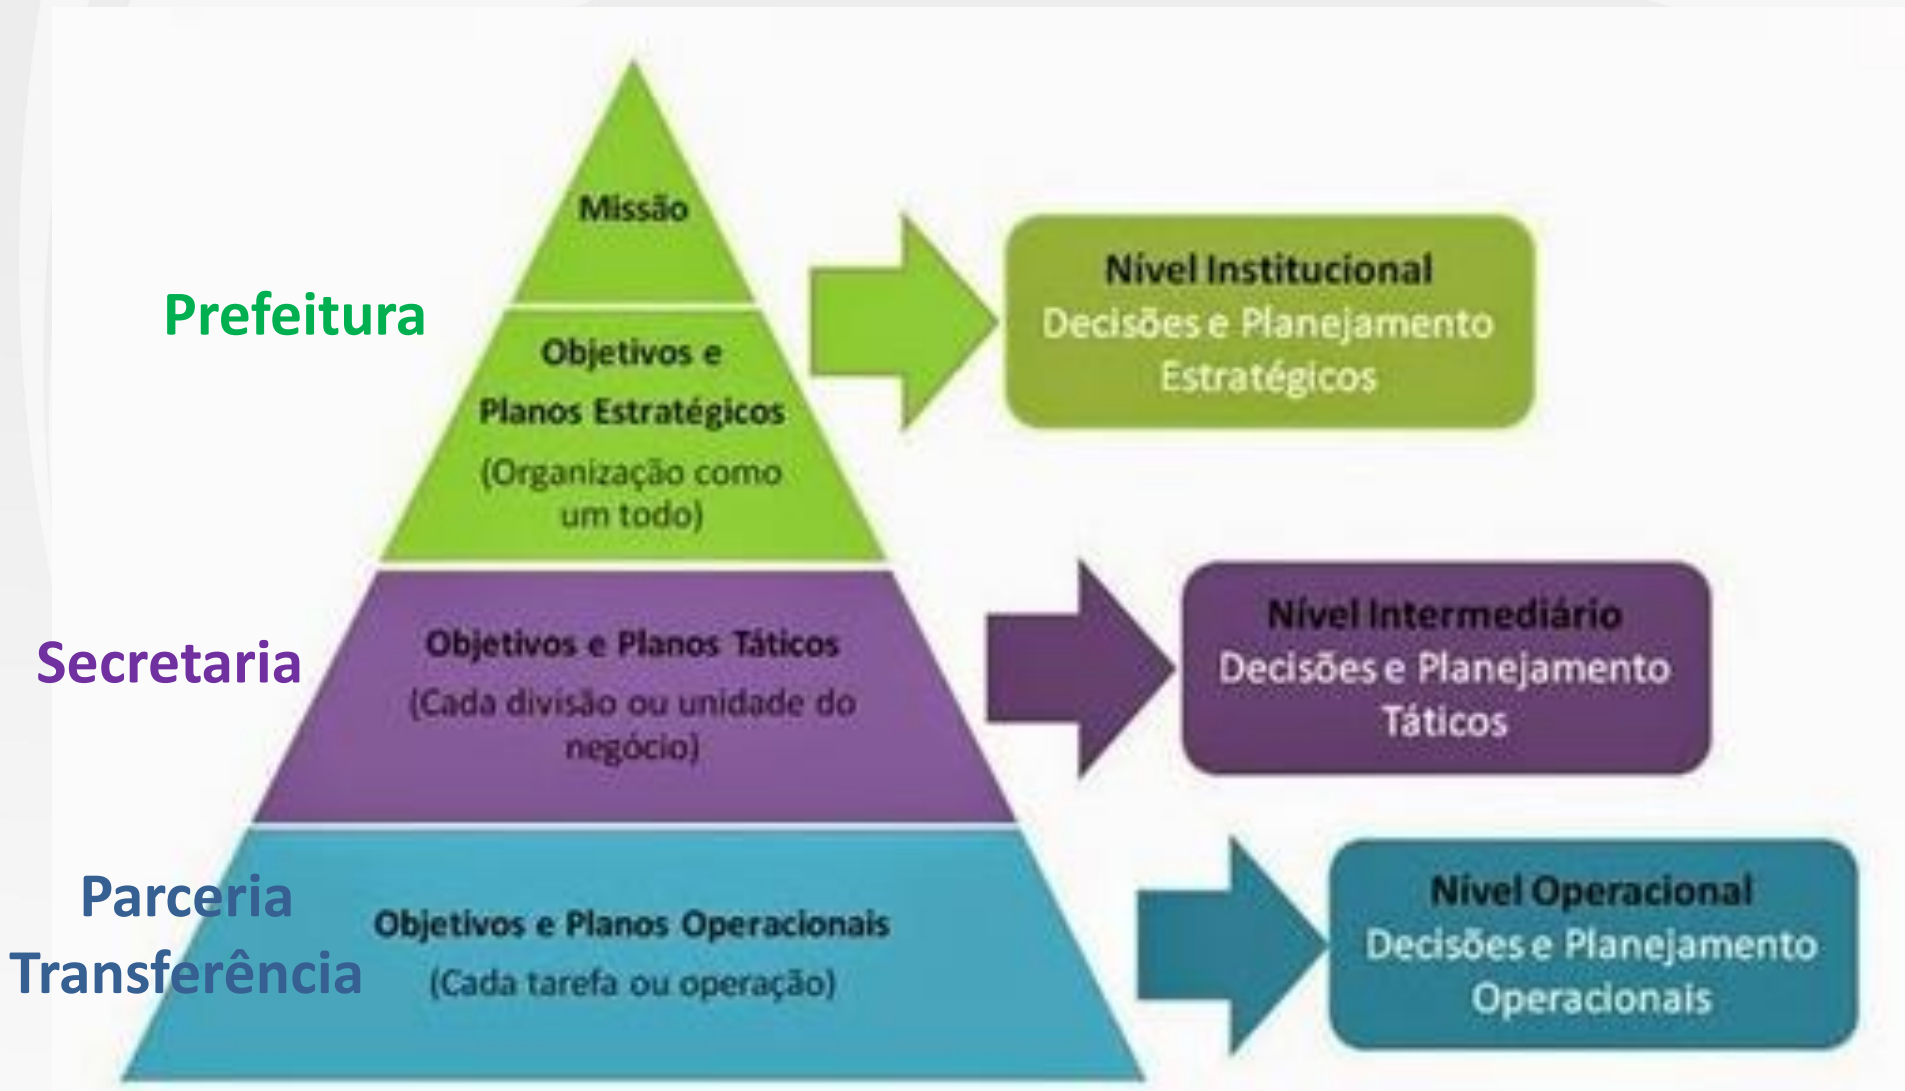 Missão
Prefeitura
Objetivos e
Planos Estratégicos
(Organização como
um todo)
Nível Institucional
Decisões e Planejamento
Estratégicos
Secretaria
Objetivos e Planos Táticos
(Cada divisão ou unidade do
negócio)
Nível Intermediário
Decisões e Planejamento
Táticos
Parceria
Transferência
Objetivos e Planos Operacionais
(Cada tarefa ou operação)
Nível Operacional
Decisões e Planejamento
Operacionais